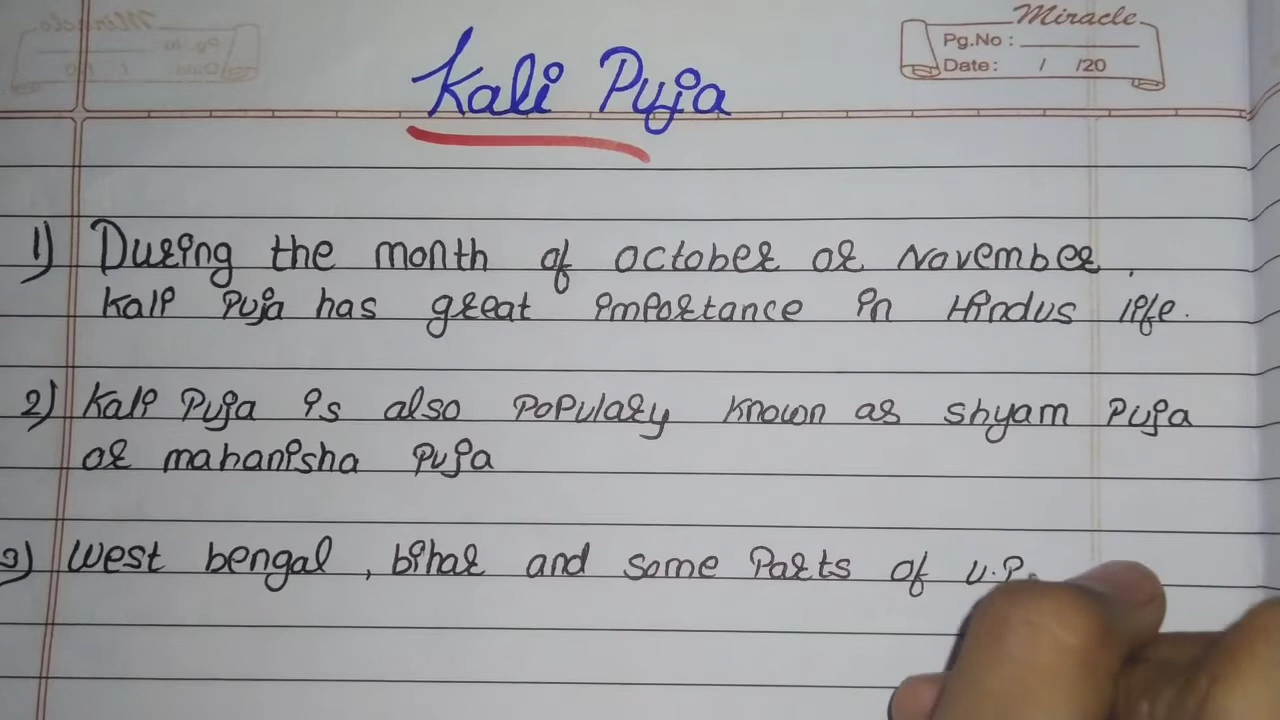 Miracle
Pg.No :
Date: / /20
Kali Puja
1) During the month of october or November.
Kali Puja has great importance in Hindus life.
2) Kali Puja is also popularly known as shyam Puja
or mahanisha Puja
3) West bengal, bihar and some Parts of U.P.